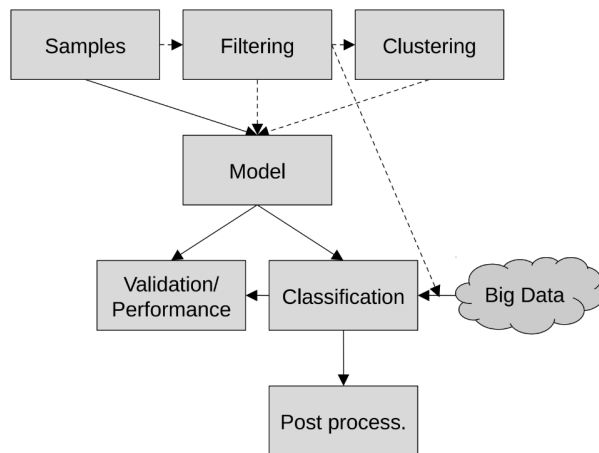 Samples
Filtering
Clustering
Model
Validation/
Performance
Classification
Big Data
Post process.